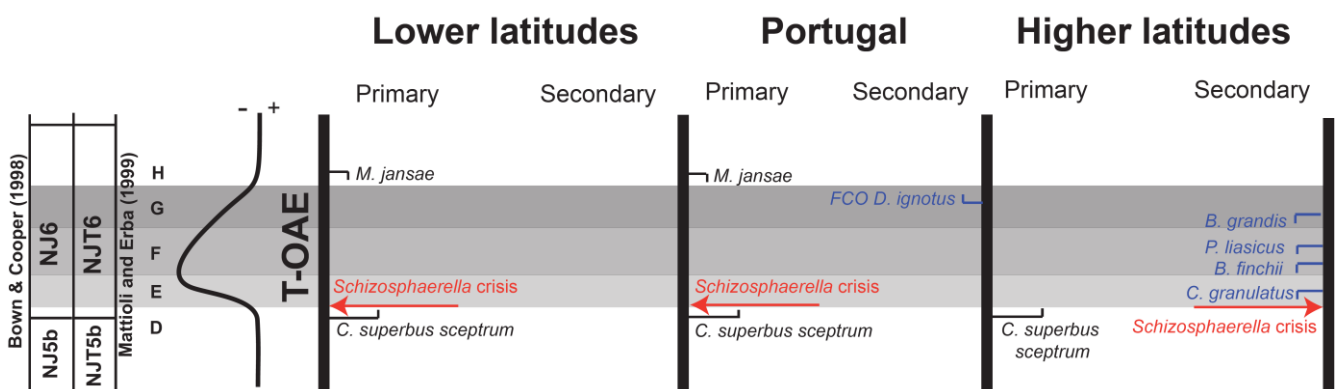 Lower latitudes
Portugal
Higher latitudes
Primary
Secondary
Primary
Secondary
Primary
Secondary
- +
Bown & Cooper (1998)
NJ6
NJ5b
NJT6
NJT5b
Mattioli and Erba (1999)
H
G
F
E
D
T-OAE
M. jansae
Schizosphaerella crisis
C. superbus sceptrum
M. jansae
FCO D. ignotus
Schizosphaerella crisis
C. superbus sceptrum
B. grandis
P. liasicus
B. finchii
C. granulatus
Schizosphaerella crisis
C. superbus
sceptrum